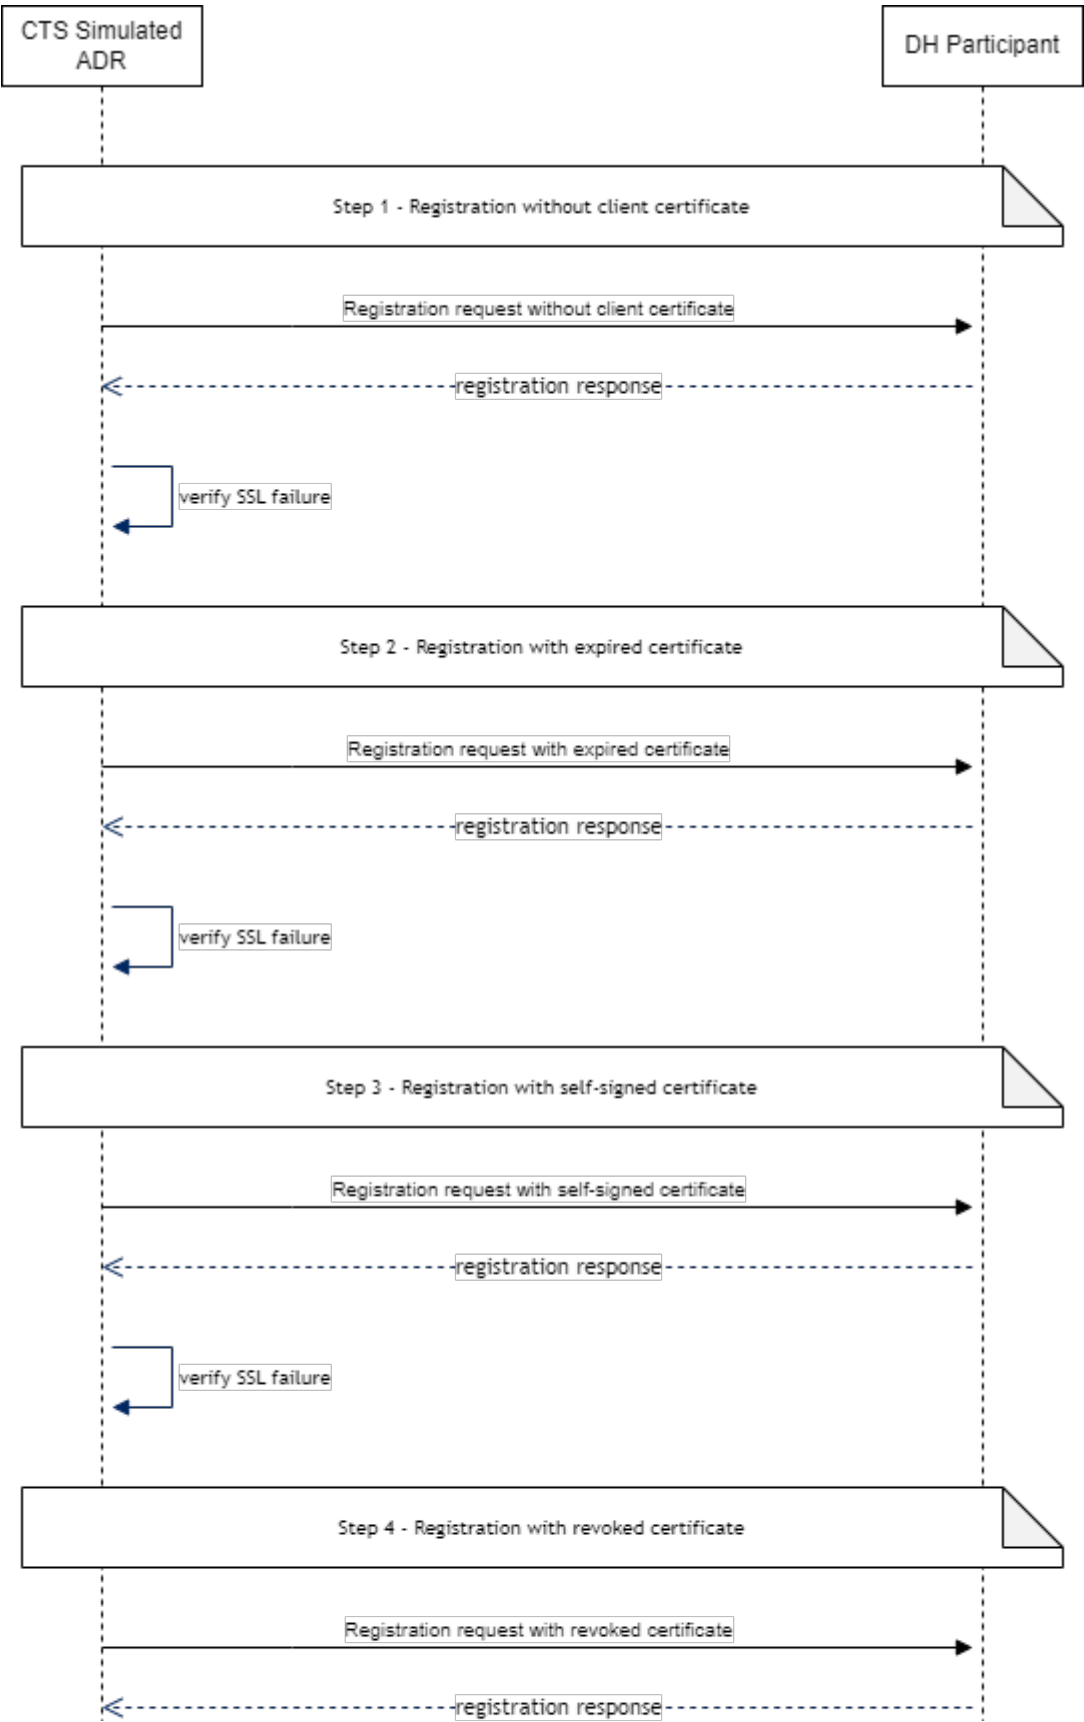 CTS Simulated
ADR
DH Participant
Step 1 - Registration without client certificate
Registration request without client certificate
registration response
verify SSL failure
Step 2 - Registration with expired certificate
Registration request with expired certificate
registration response
verify SSL failure
Step 3 - Registration with self-signed certificate
Registration request with self-signed certificate
registration response
verify SSL failure
Step 4 - Registration with revoked certificate
Registration request with revoked certificate
registration response